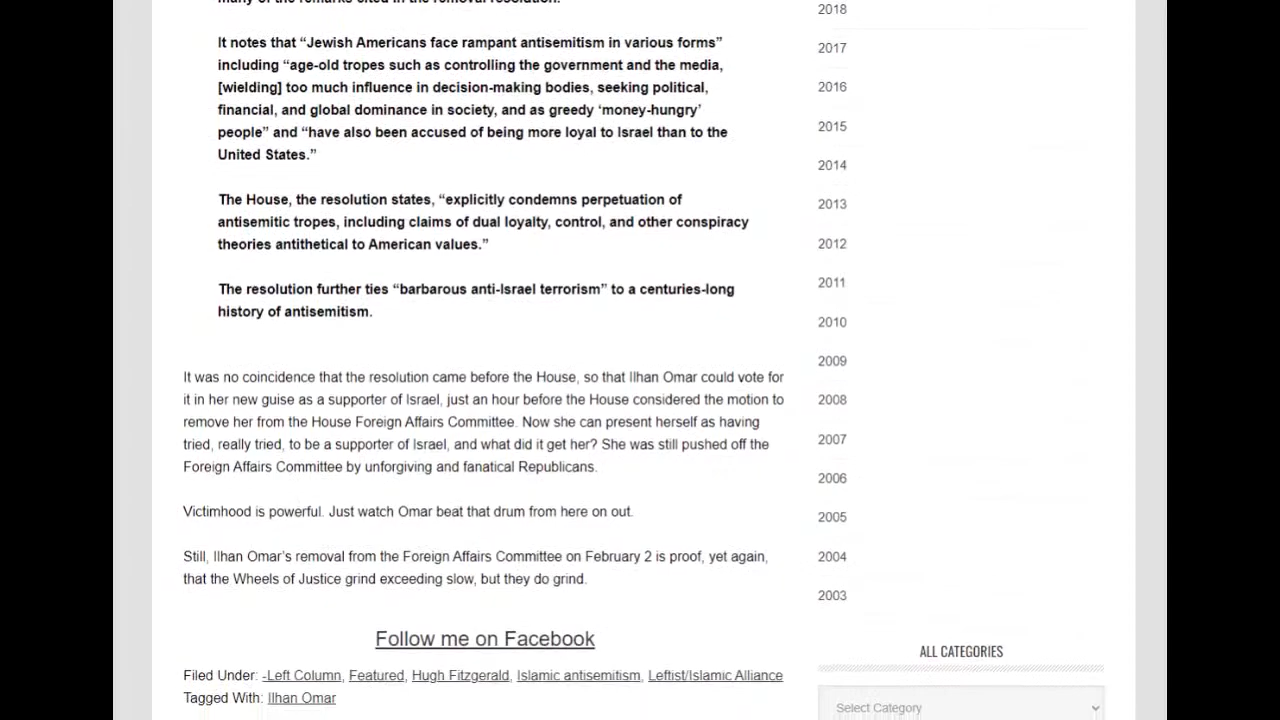 many of the remarks cited in the removal resolution.
It notes that “Jewish Americans face rampant antisemitism in various forms”
including “age-old tropes such as controlling the government and the media,
[wielding] too much influence in decision-making bodies, seeking political,
financial, and global dominance in society, and as greedy ‘money-hungry’
people” and “have also been accused of being more loyal to Israel than to the
United States.”
The House, the resolution states, “explicitly condemns perpetuation of
antisemitic tropes, including claims of dual loyalty, control, and other conspiracy
theories antithetical to American values.”
The resolution further ties “barbarous anti-Israel terrorism” to a centuries-long
history of antisemitism.
It was no coincidence that the resolution came before the House, so that Ilhan Omar could vote for
it in her new guise as a supporter of Israel, just an hour before the House considered the motion to
remove her from the House Foreign Affairs Committee. Now she can present herself as having
tried, really tried, to be a supporter of Israel, and what did it get her? She was still pushed off the
Foreign Affairs Committee by unforgiving and fanatical Republicans.
Victimhood is powerful. Just watch Omar beat that drum from here on out.
Still, Ilhan Omar’s removal from the Foreign Affairs Committee on February 2 is proof, yet again,
that the Wheels of Justice grind exceeding slow, but they do grind.
Follow me on Facebook
Filed Under: -Left Column, Featured, Hugh Fitzgerald, Islamic antisemitism, Leftist/Islamic Alliance
Tagged With: Ilhan Omar
2018
2017
2016
2015
2014
2013
2012
2011
2010
2009
2008
2007
2006
2005
2004
2003
ALL CATEGORIES
Select Category